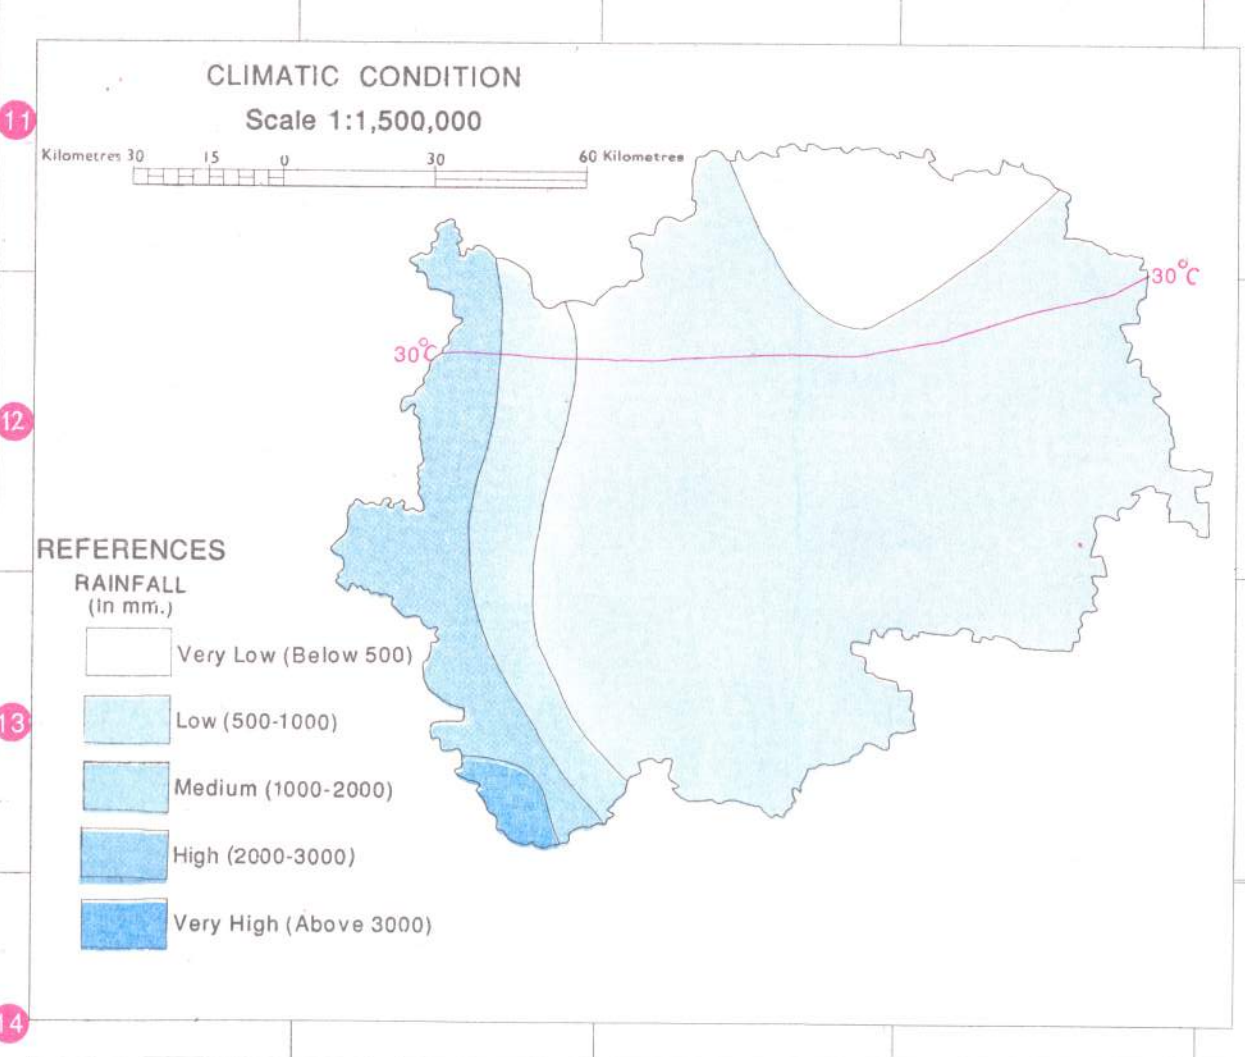 CLIMATIC CONDITION
Scale 1:1,500,000
Kilometres 30 15 0 30 60 Kilometres
11
30°C
30°C
12
REFERENCES
RAINFALL
(In mm.)
Very Low (Below 500)
Low (500-1000)
13
Medium (1000-2000)
High (2000-3000)
Very High (Above 3000)
14